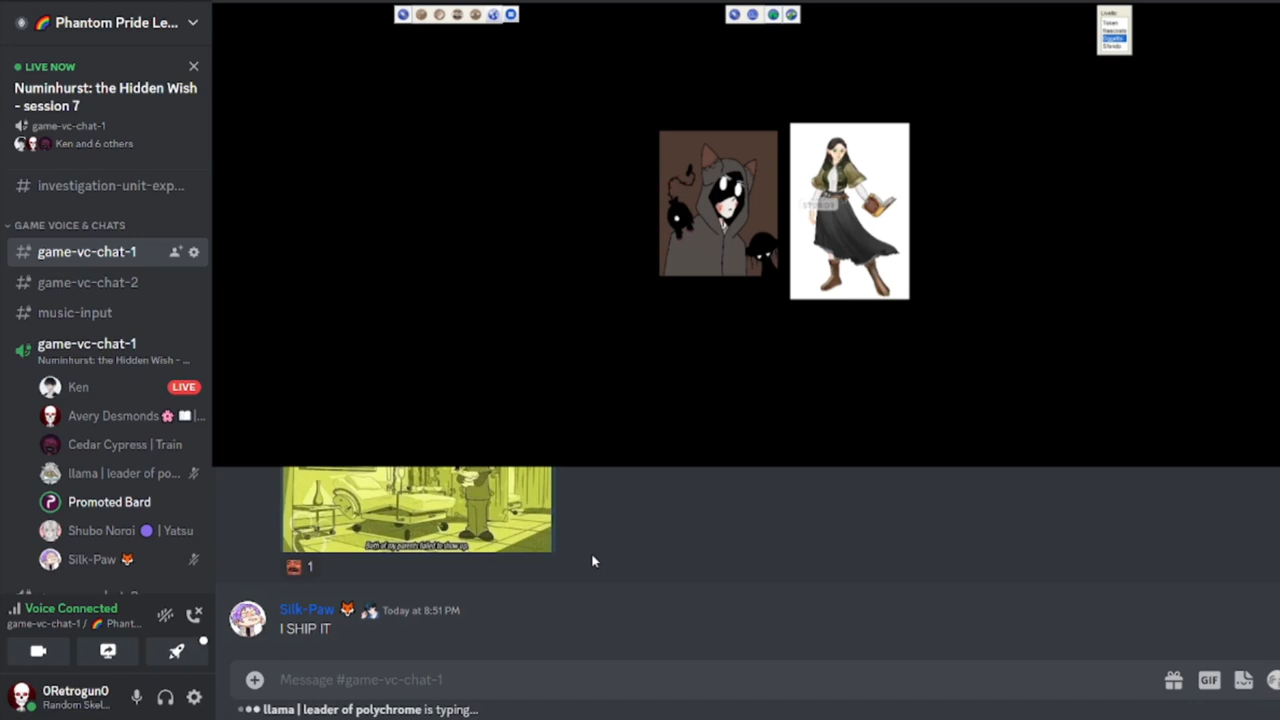 🌈 Phantom Pride Le...
LIVE NOW
Numinhurst: the Hidden Wish
- session 7
game-vc-chat-1
Ken and 6 others
# investigation-unit-exp...
GAME VOICE & CHATS
# game-vc-chat-1
# game-vc-chat-2
# music-input
game-vc-chat-1
Numinhurst: the Hidden Wish - ...
Ken LIVE
Avery Desmonds 🌸 📖 |...
Cedar Cypress | Train
llama | leader of po...
Promoted Bard
Shubo Noroi 🟣 | Yatsu
Silk-Paw 🦊
Voice Connected
game-vc-chat-1 / 🌈 Phant...
0Retrogun0
Random Skel...
Livello
Token
Sfondo
Both of my parents failed to show up.
1
Silk-Paw 🦊 Today at 8:51 PM
I SHIP IT
Message #game-vc-chat-1
GIF
llama | leader of polychrome is typing...